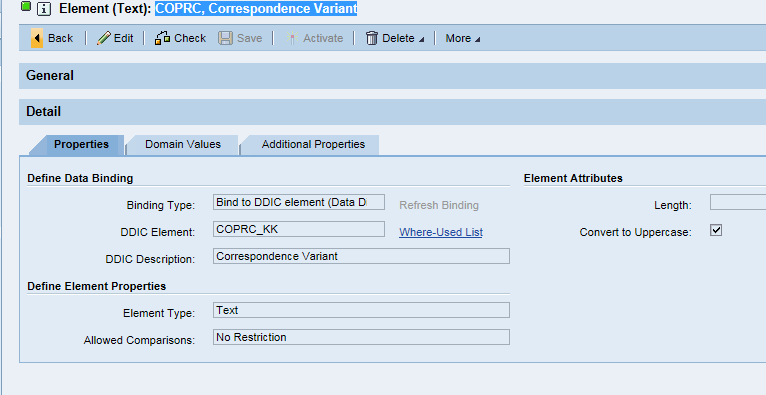 Element (Text): COPRC, Correspondence Variant
Back Edit Check Save Activate Delete More
General
Detail
Properties Domain Values Additional Properties
Define Data Binding Element Attributes
Binding Type: Bind to DDIC element (Data D Refresh Binding Length:
DDIC Element: COPRC_KK Where-Used List Convert to Uppercase:
DDIC Description: Correspondence Variant
Define Element Properties
Element Type: Text
Allowed Comparisons: No Restriction